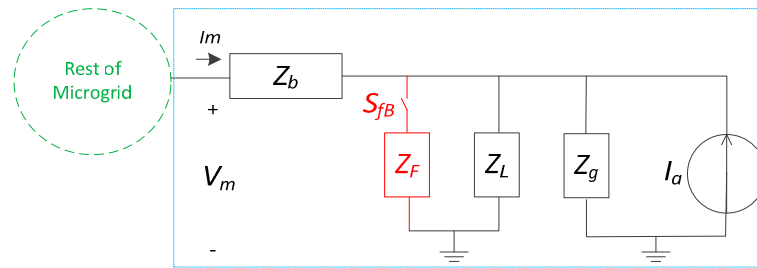 Im
Rest of
Microgrid
Zb
+
SfB
ZF
ZL
Zg
Ia
Vm
-